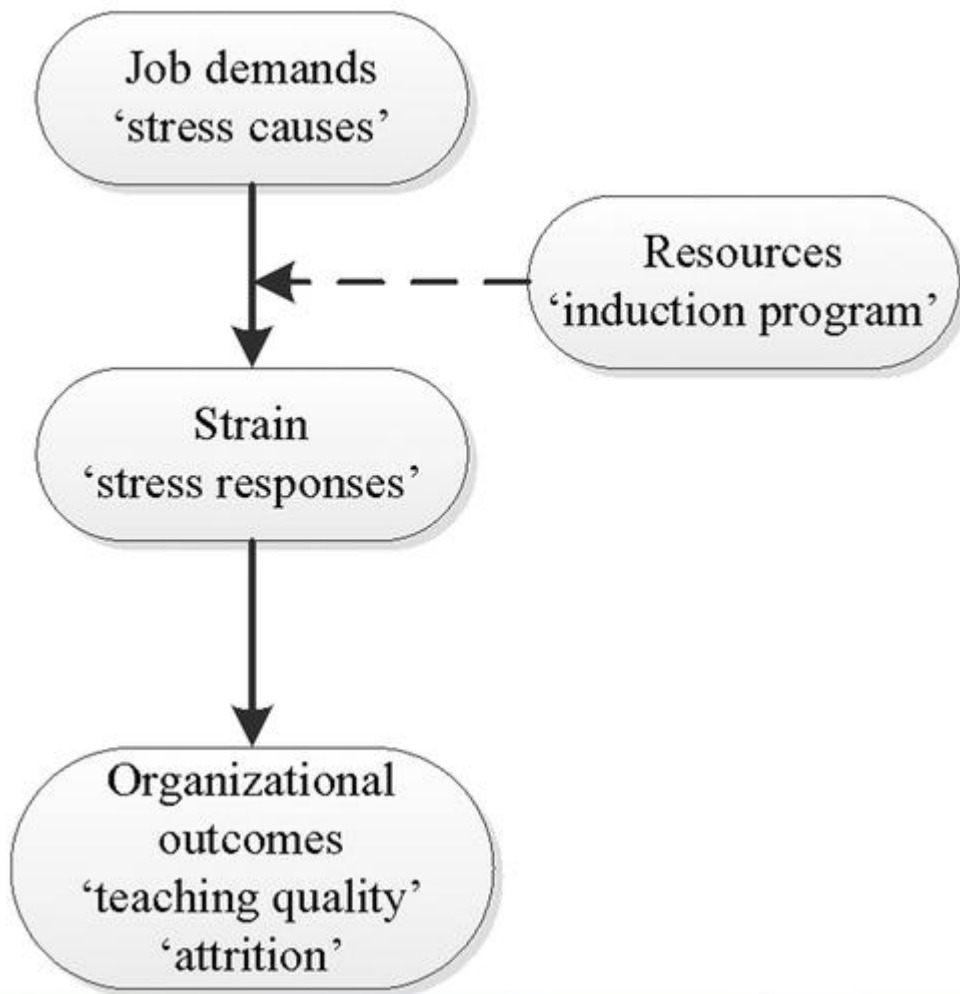 Job demands
‘stress causes’
Resources
‘induction program’
Strain
‘stress responses’
Organizational
outcomes
‘teaching quality’
‘attrition’